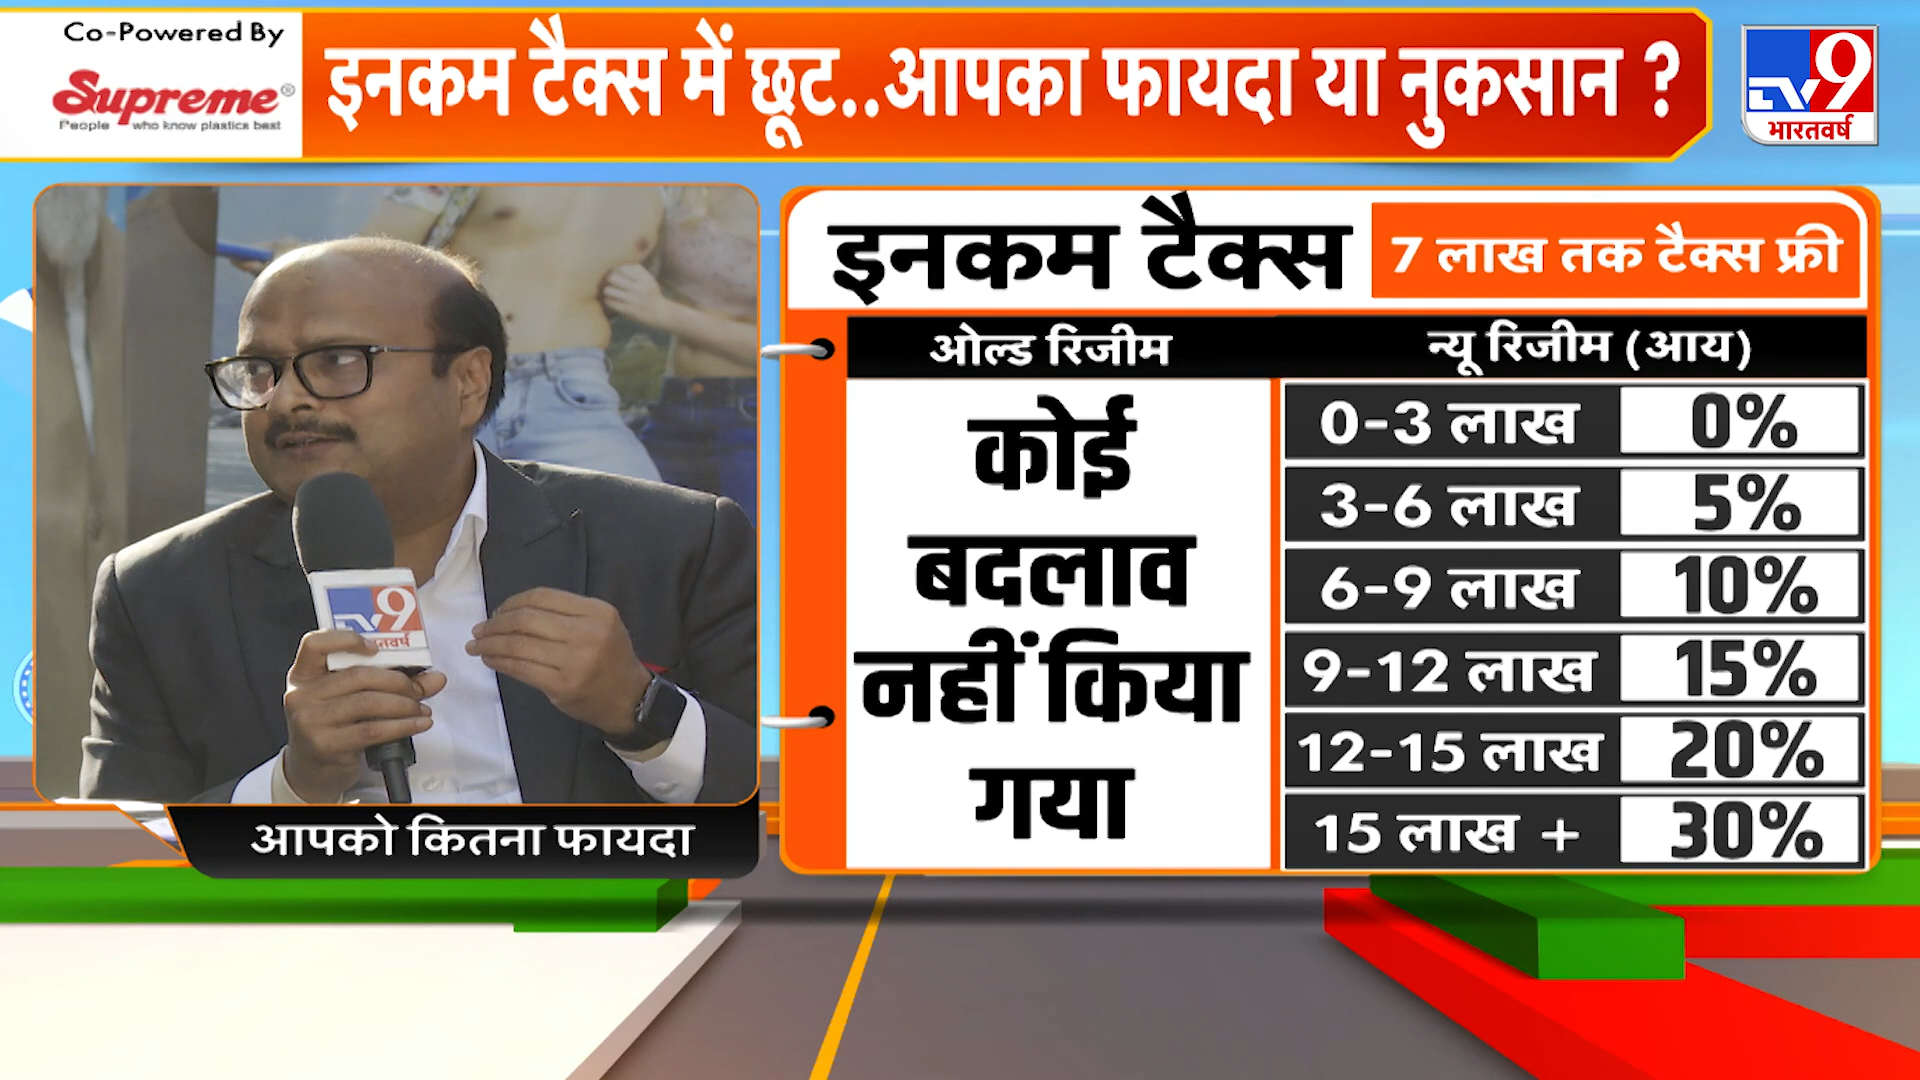 Co-Powered By
Supreme®
People who know plastics best
इनकम टैक्स में छूट..आपका फायदा या नुकसान ?
TV9
भारतवर्ष
इनकम टैक्स
7 लाख तक टैक्स फ्री
ओल्ड रिजीम
न्यू रिजीम (आय)
कोई
बदलाव
नहीं किया
गया
0-3 लाख 0%
3-6 लाख 5%
6-9 लाख 10%
9-12 लाख 15%
12-15 लाख 20%
15 लाख + 30%
TV9
आपको कितना फायदा